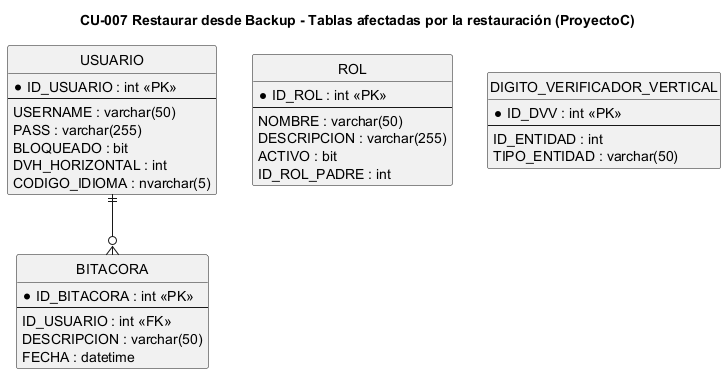 CU-007 Restaurar desde Backup - Tablas afectadas por la restauración (ProyectoC)
USUARIO
ID_USUARIO : int «PK»
USERNAME : varchar(50)
PASS : varchar(255)
BLOQUEADO : bit
DVH_HORIZONTAL : int
CODIGO_IDIOMA : nvarchar(5)
ROL
ID_ROL : int «PK»
NOMBRE : varchar(50)
DESCRIPCION : varchar(255)
ACTIVO : bit
ID_ROL_PADRE : int
DIGITO_VERIFICADOR_VERTICAL
ID_DVV : int «PK»
ID_ENTIDAD : int
TIPO_ENTIDAD : varchar(50)
BITACORA
ID_BITACORA : int «PK»
ID_USUARIO : int «FK»
DESCRIPCION : varchar(50)
FECHA : datetime